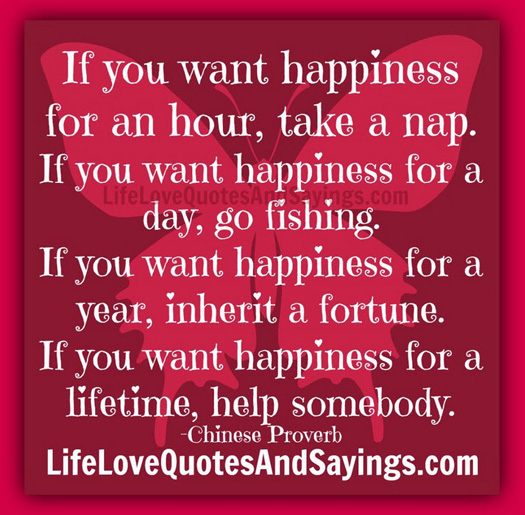 If you want happiness
for an hour, take a nap.
If you want happiness for a
LifeLoveQuotesAndSayings.com
day, go fishing.
If you want happiness for a
year, inherit a fortune.
If you want happiness for a
lifetime, help somebody.
-Chinese Proverb
LifeLoveQuotesAndSayings.com